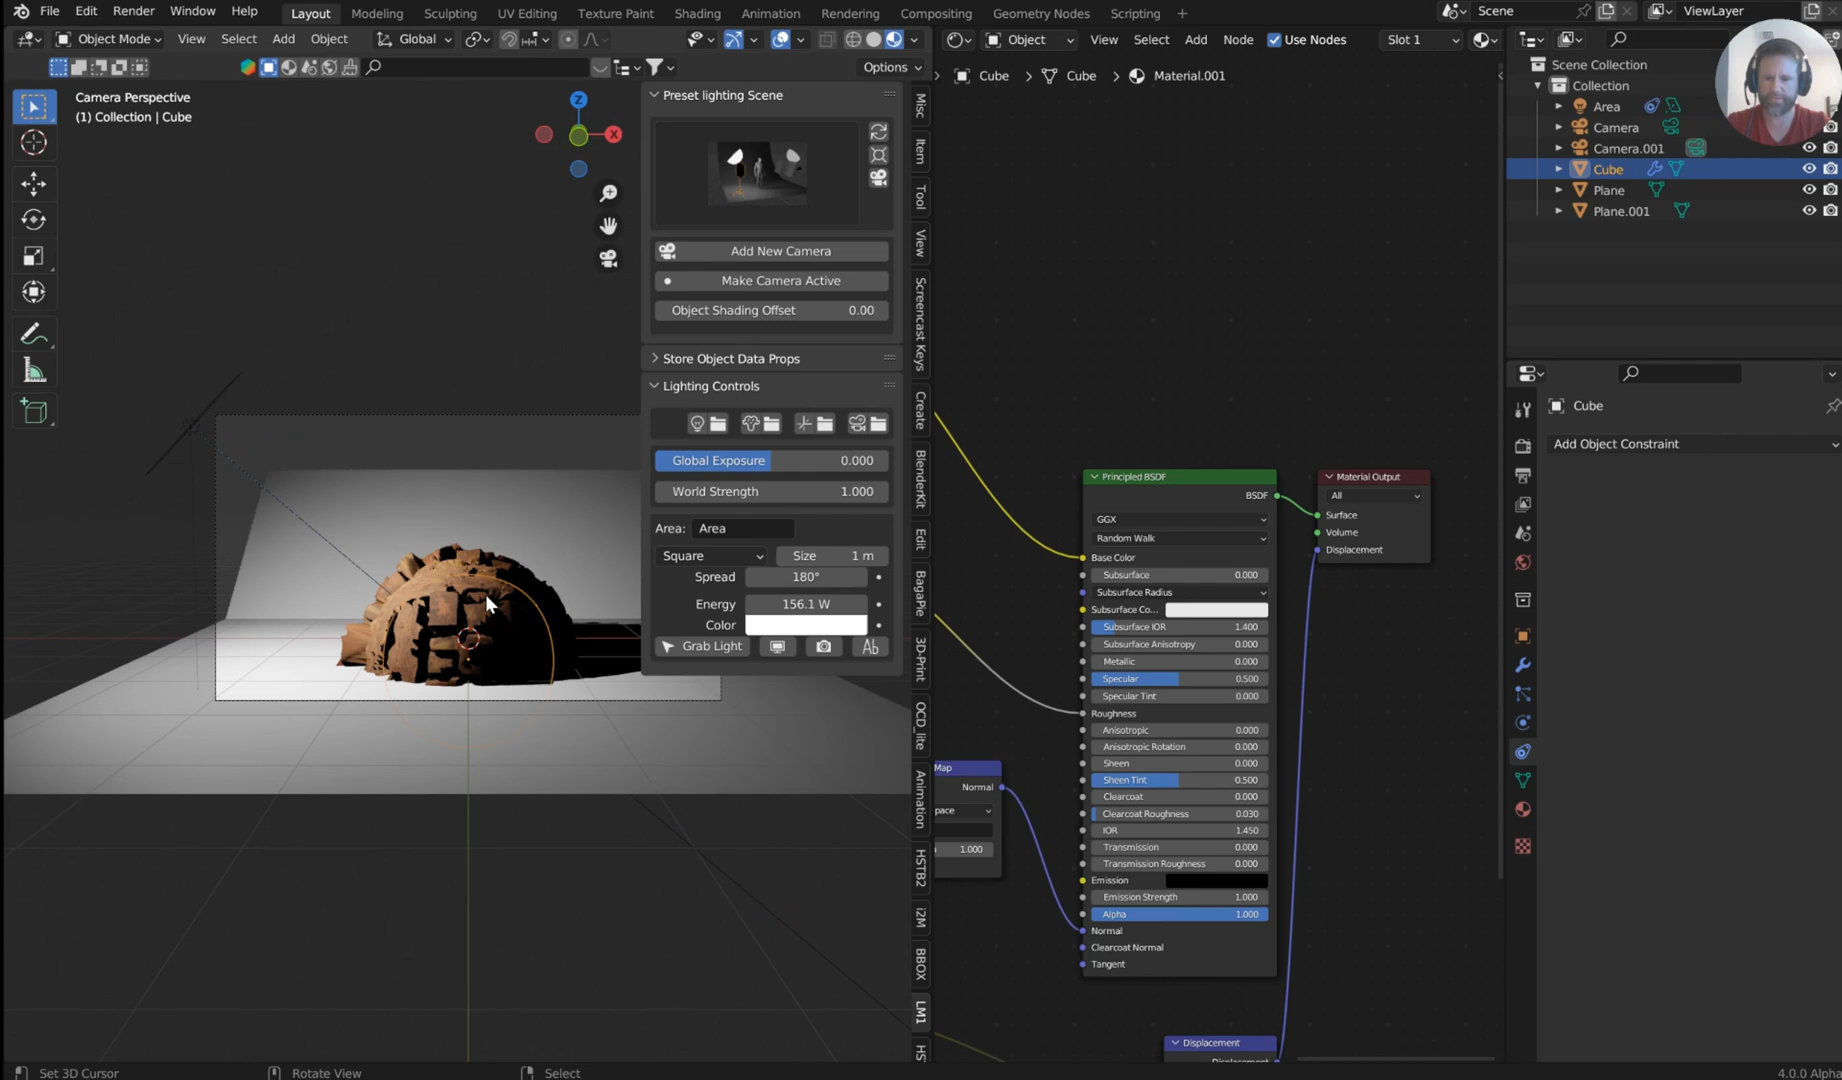 File Edit Render Window Help Layout Modeling Sculpting UV Editing Texture Paint Shading Animation Rendering Compositing Geometry Nodes Scripting + Scene ViewLayer
Object Mode View Select Add Object Global Object View Select Add Node Use Nodes Slot 1
Options
Cube > Cube > Material.001
Camera Perspective
(1) Collection | Cube
Z
X
Preset lighting Scene
Add New Camera
Make Camera Active
Object Shading Offset 0.00
Store Object Data Props
Lighting Controls
Global Exposure 0.000
World Strength 1.000
Area: Area
Square Size 1 m
Spread 180°
Energy 156.1 W
Color
Grab Light Ab
Misc
Item
Tool
View
Screencast Keys
Create
BlenderKit
Edit
BagaPie
3D-Print
OCD_lite
Animation
HSTB2
i2M
BBOX
LM1
Map
Normal
pace
1.000
Principled BSDF
BSDF
GGX
Random Walk
Base Color
Subsurface 0.000
Subsurface Radius
Subsurface Co...
Subsurface IOR 1.400
Subsurface Anisotropy 0.000
Metallic 0.000
Specular 0.500
Specular Tint 0.000
Roughness
Anisotropic 0.000
Anisotropic Rotation 0.000
Sheen 0.000
Sheen Tint 0.500
Clearcoat 0.000
Clearcoat Roughness 0.030
IOR 1.450
Transmission 0.000
Transmission Roughness 0.000
Emission
Emission Strength 1.000
Alpha 1.000
Normal
Clearcoat Normal
Tangent
Material Output
All
Surface
Volume
Displacement
Displacement
Displacement
Scene Collection
Collection
Area
Camera
Camera.001
Cube
Plane
Plane.001
Cube
Add Object Constraint
Set 3D Cursor Rotate View Select 4.0.0 Alpha